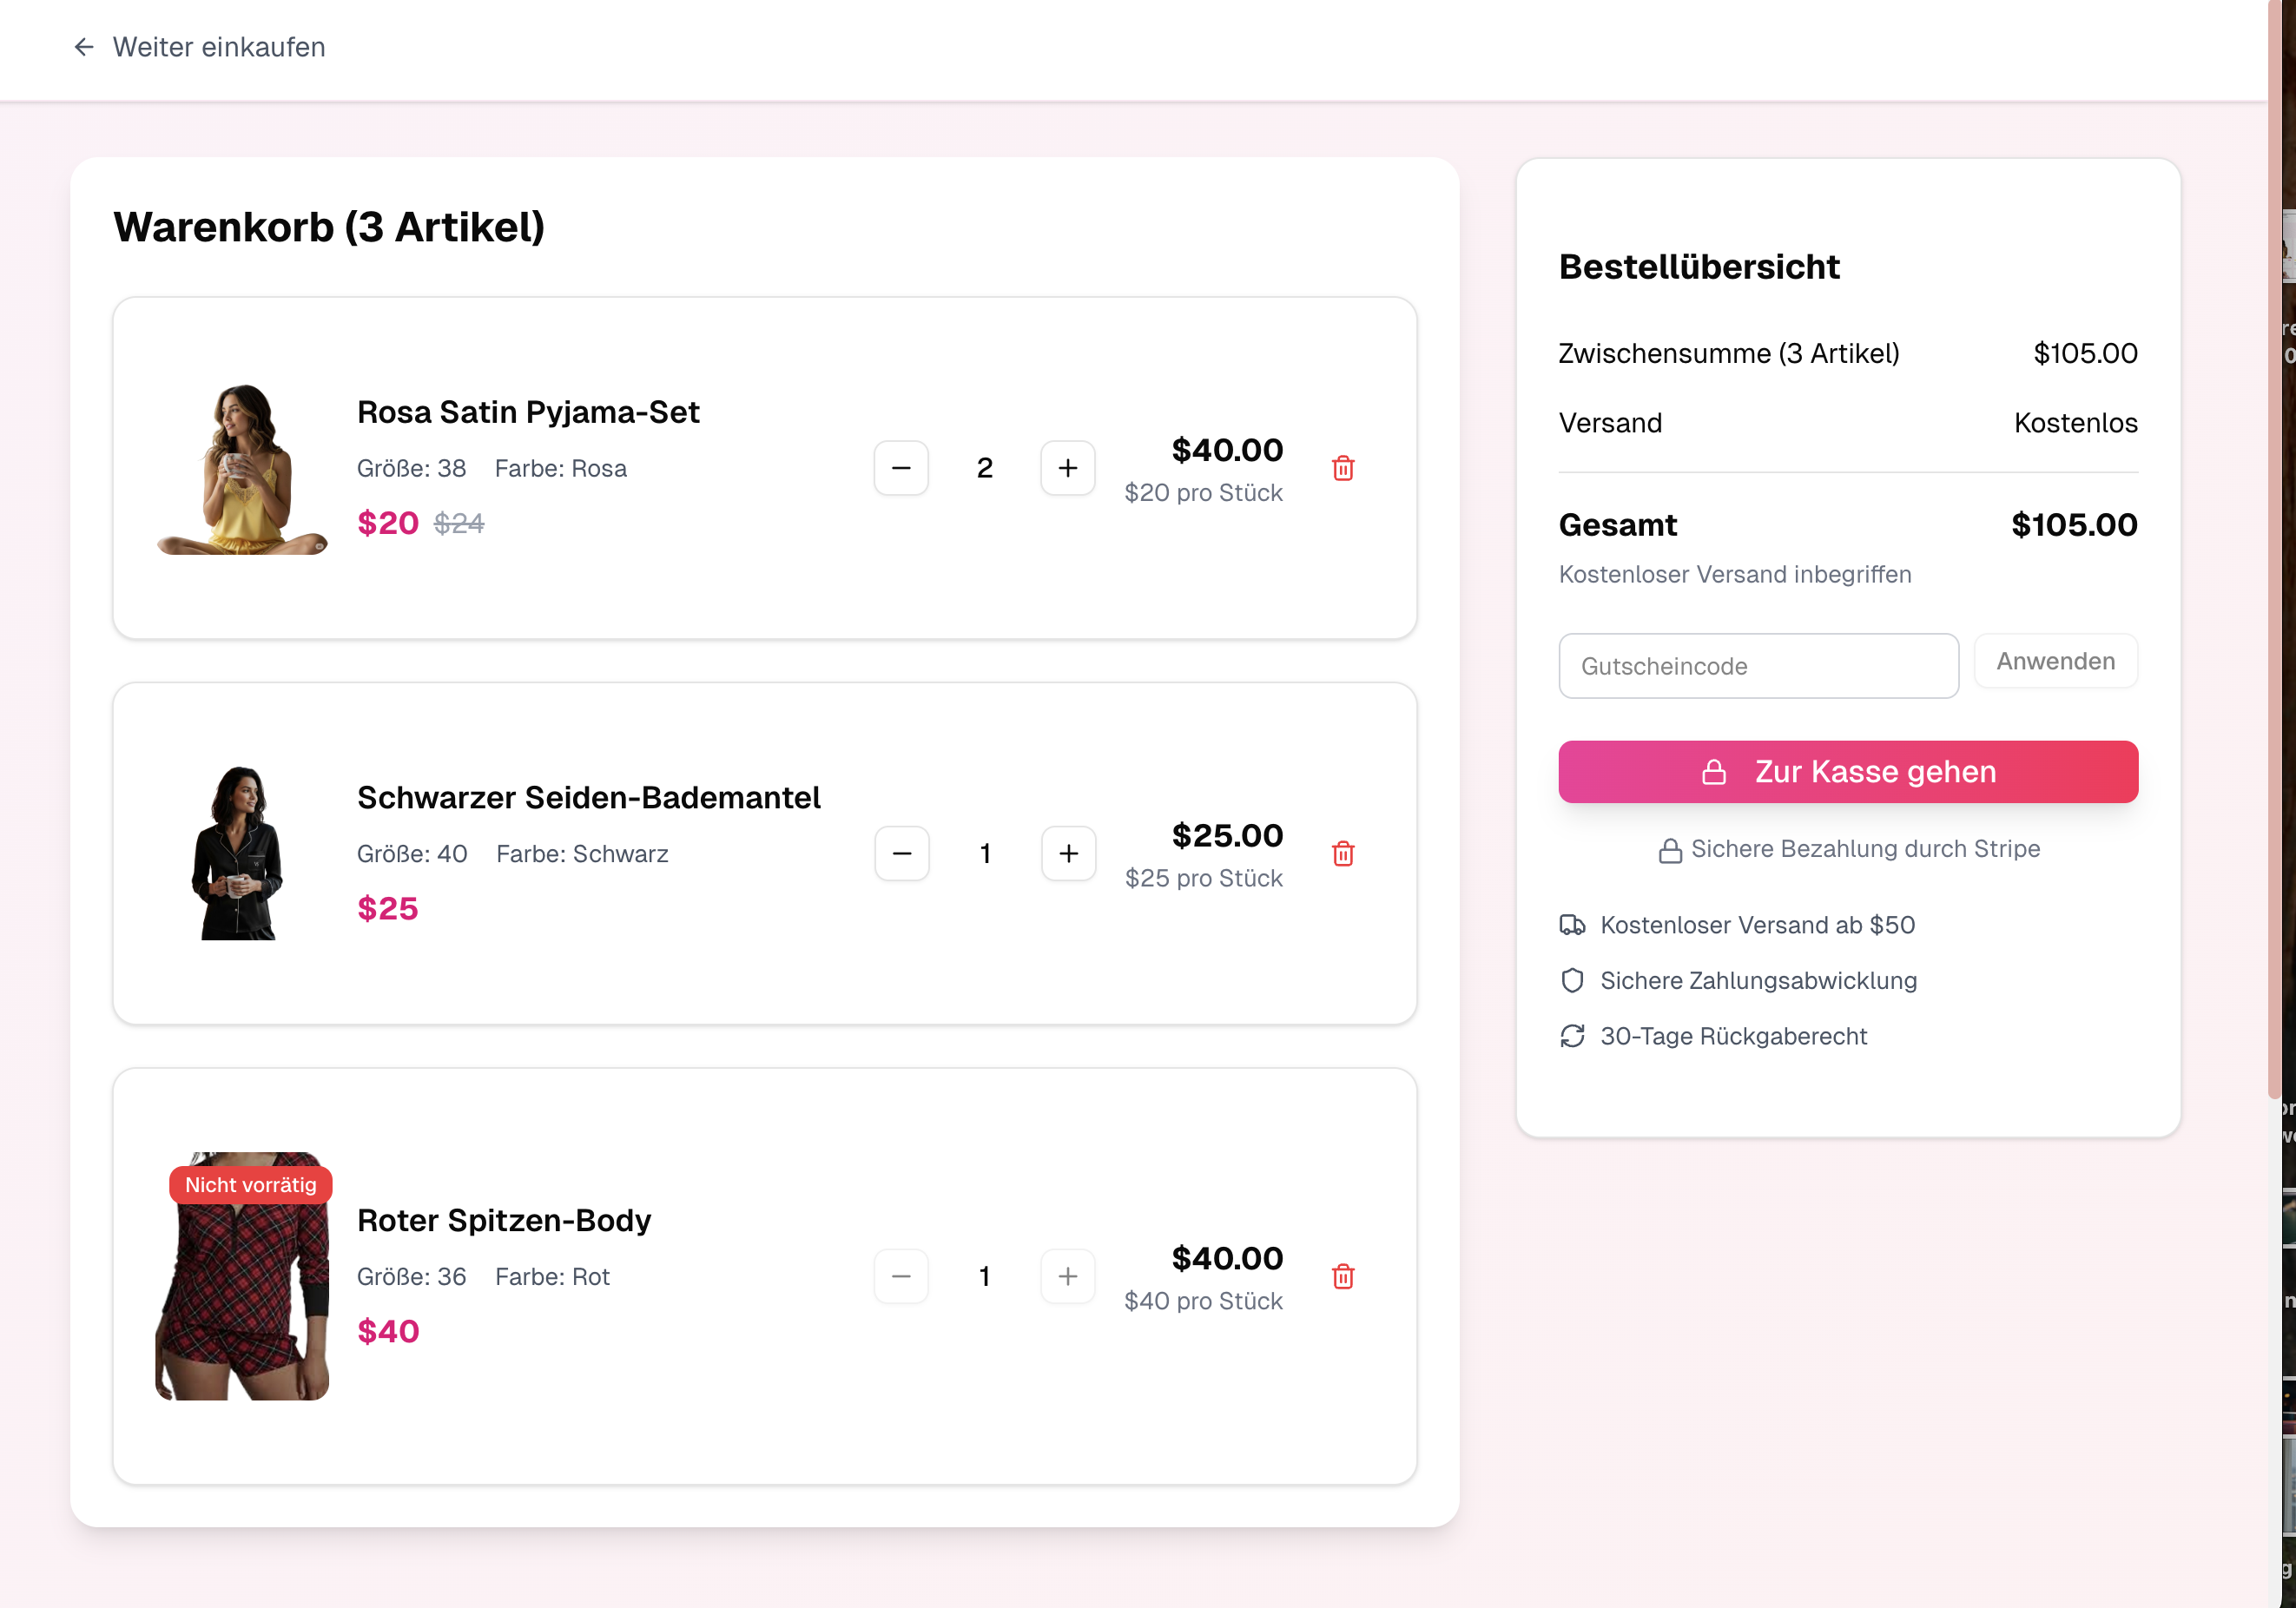 Weiter einkaufen
Warenkorb (3 Artikel)
Rosa Satin Pyjama-Set
Größe: 38 Farbe: Rosa
$20 $24
2
$40.00
$20 pro Stück
Schwarzer Seiden-Bademantel
Größe: 40 Farbe: Schwarz
$25
1
$25.00
$25 pro Stück
Nicht vorrätig
Roter Spitzen-Body
Größe: 36 Farbe: Rot
$40
1
$40.00
$40 pro Stück
Bestellübersicht
Zwischensumme (3 Artikel) $105.00
Versand Kostenlos
Gesamt $105.00
Kostenloser Versand inbegriffen
Gutscheincode Anwenden
Zur Kasse gehen
Sichere Bezahlung durch Stripe
Kostenloser Versand ab $50
Sichere Zahlungsabwicklung
30-Tage Rückgaberecht